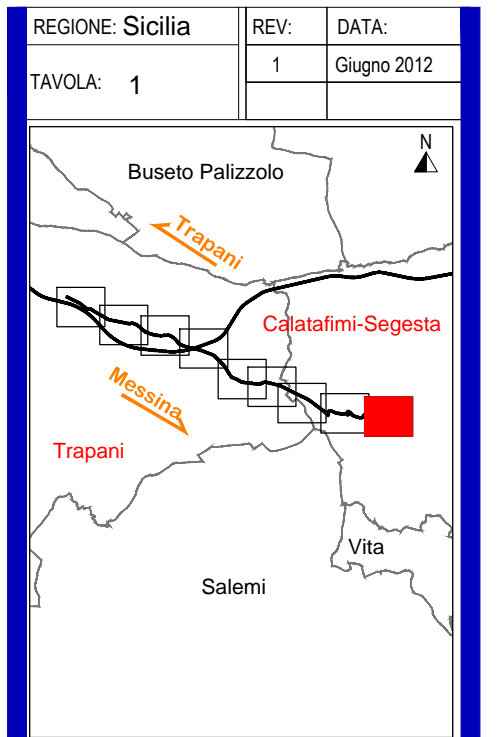 REGIONE: Sicilia
REV:
DATA:
1
Giugno 2012
TAVOLA: 1
N
Buseto Palizzolo
Trapani
Calatafimi-Segesta
Messina
Trapani
Vita
Salemi